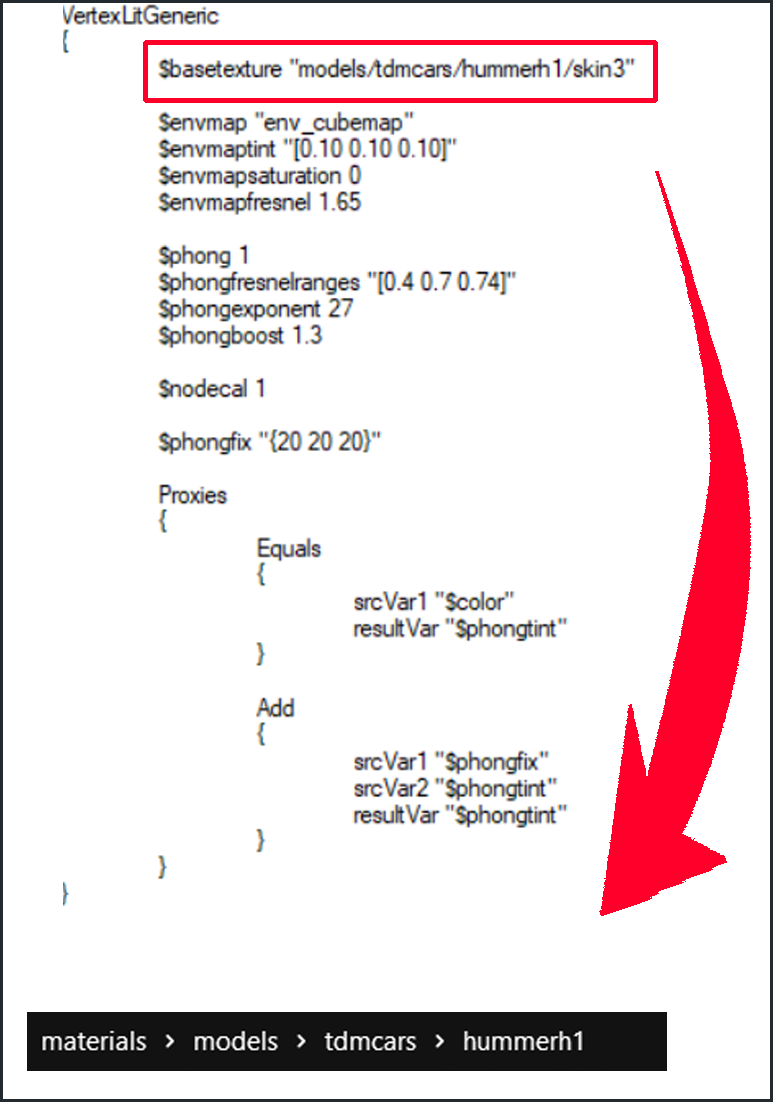 VertexLitGeneric
{
$basetexture "models/tdmcars/hummerh1/skin3"
$envmap "env_cubemap"
$envmaptint "[0.10 0.10 0.10]"
$envmapsaturation 0
$envmapfresnel 1.65
$phong 1
$phongfresnelranges "[0.4 0.7 0.74]"
$phongexponent 27
$phongboost 1.3
$nodecal 1
$phongfix "{20 20 20}"
Proxies
{
Equals
{
srcVar1 "$color"
resultVar "$phongtint"
}
Add
{
srcVar1 "$phongfix"
srcVar2 "$phongtint"
resultVar "$phongtint"
}
}
}
materials > models > tdmcars > hummerh1